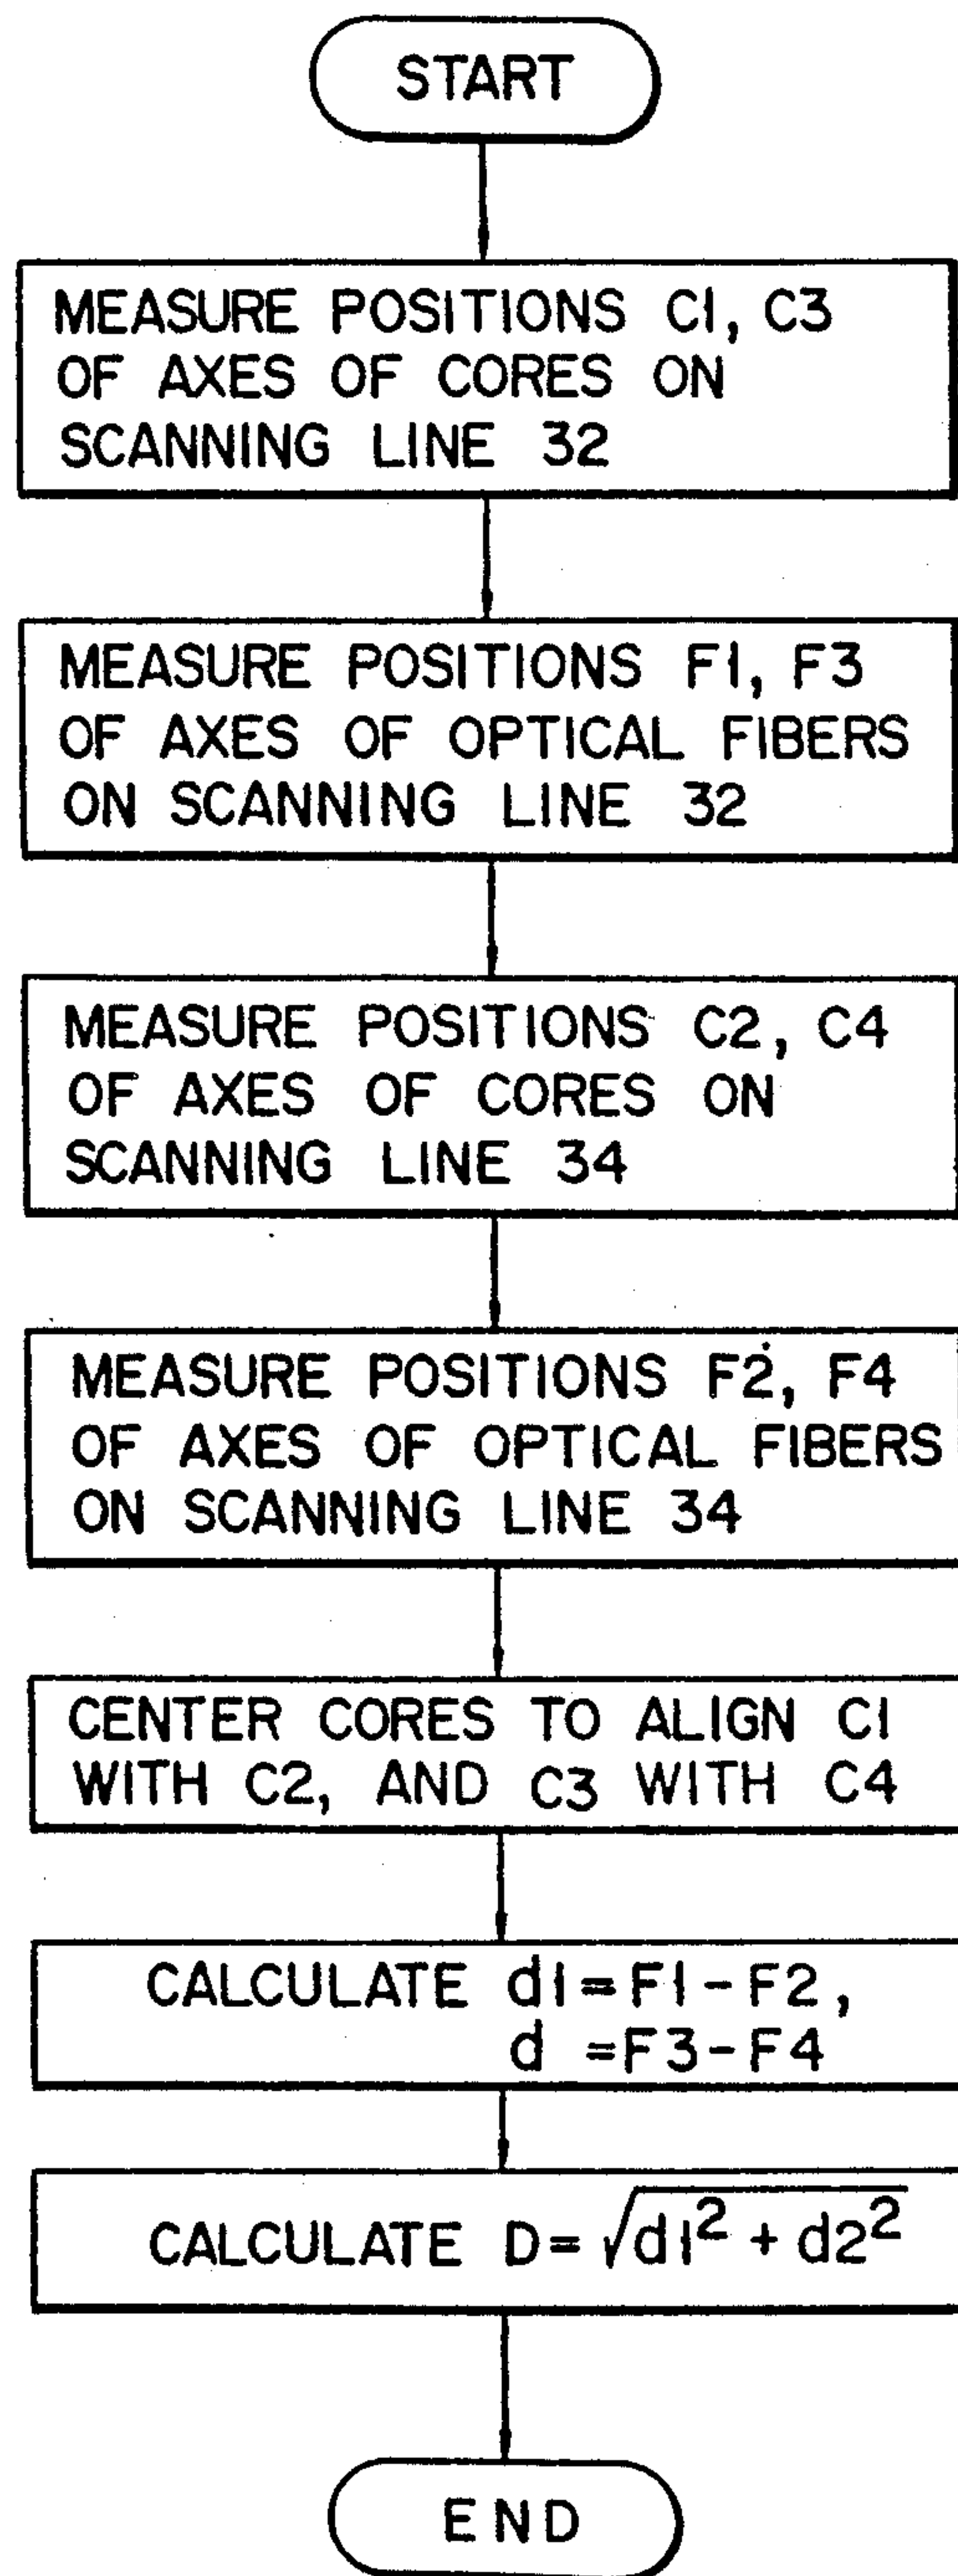 START
MEASURE POSITIONS C1, C3
OF AXES OF CORES ON
SCANNING LINE 32
MEASURE POSITIONS F1, F3
OF AXES OF OPTICAL FIBERS
ON SCANNING LINE 32
MEASURE POSITIONS C2, C4
OF AXES OF CORES ON
SCANNING LINE 34
MEASURE POSITIONS F2, F4
OF AXES OF OPTICAL FIBERS
ON SCANNING LINE 34
CENTER CORES TO ALIGN C1
WITH C2, AND C3 WITH C4
CALCULATE d1=F1-F2,
d =F3-F4
CALCULATE D=√d1²+d2²
END